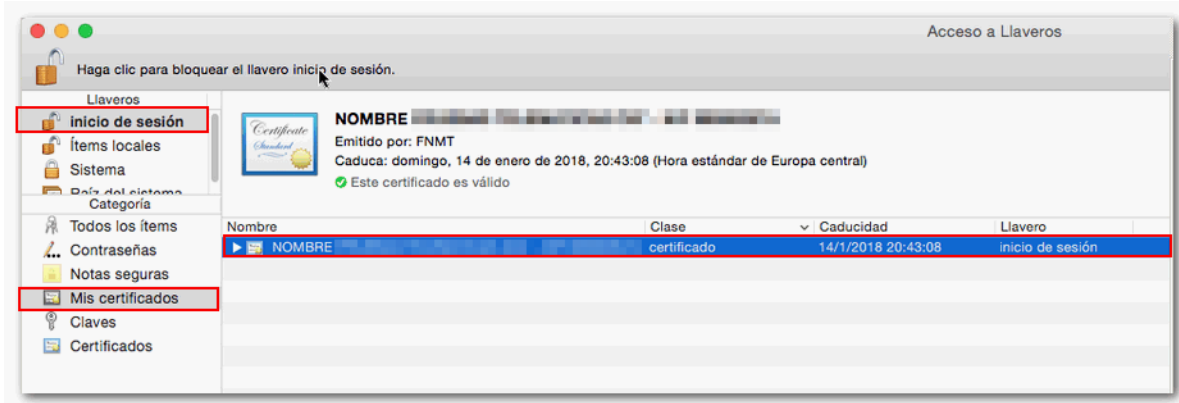 Acceso a Llaveros
Haga clic para bloquear el llavero inicio de sesión.
Llaveros
inicio de sesión
Ítems locales
Sistema
Raíz del sistema
Categoría
Todos los ítems
Contraseñas
Notas seguras
Mis certificados
Claves
Certificados
Certificate
Standard
NOMBRE
Emitido por: FNMT
Caduca: domingo, 14 de enero de 2018, 20:43:08 (Hora estándar de Europa central)
Este certificado es válido
Nombre Clase Caducidad Llavero
NOMBRE certificado 14/1/2018 20:43:08 inicio de sesión